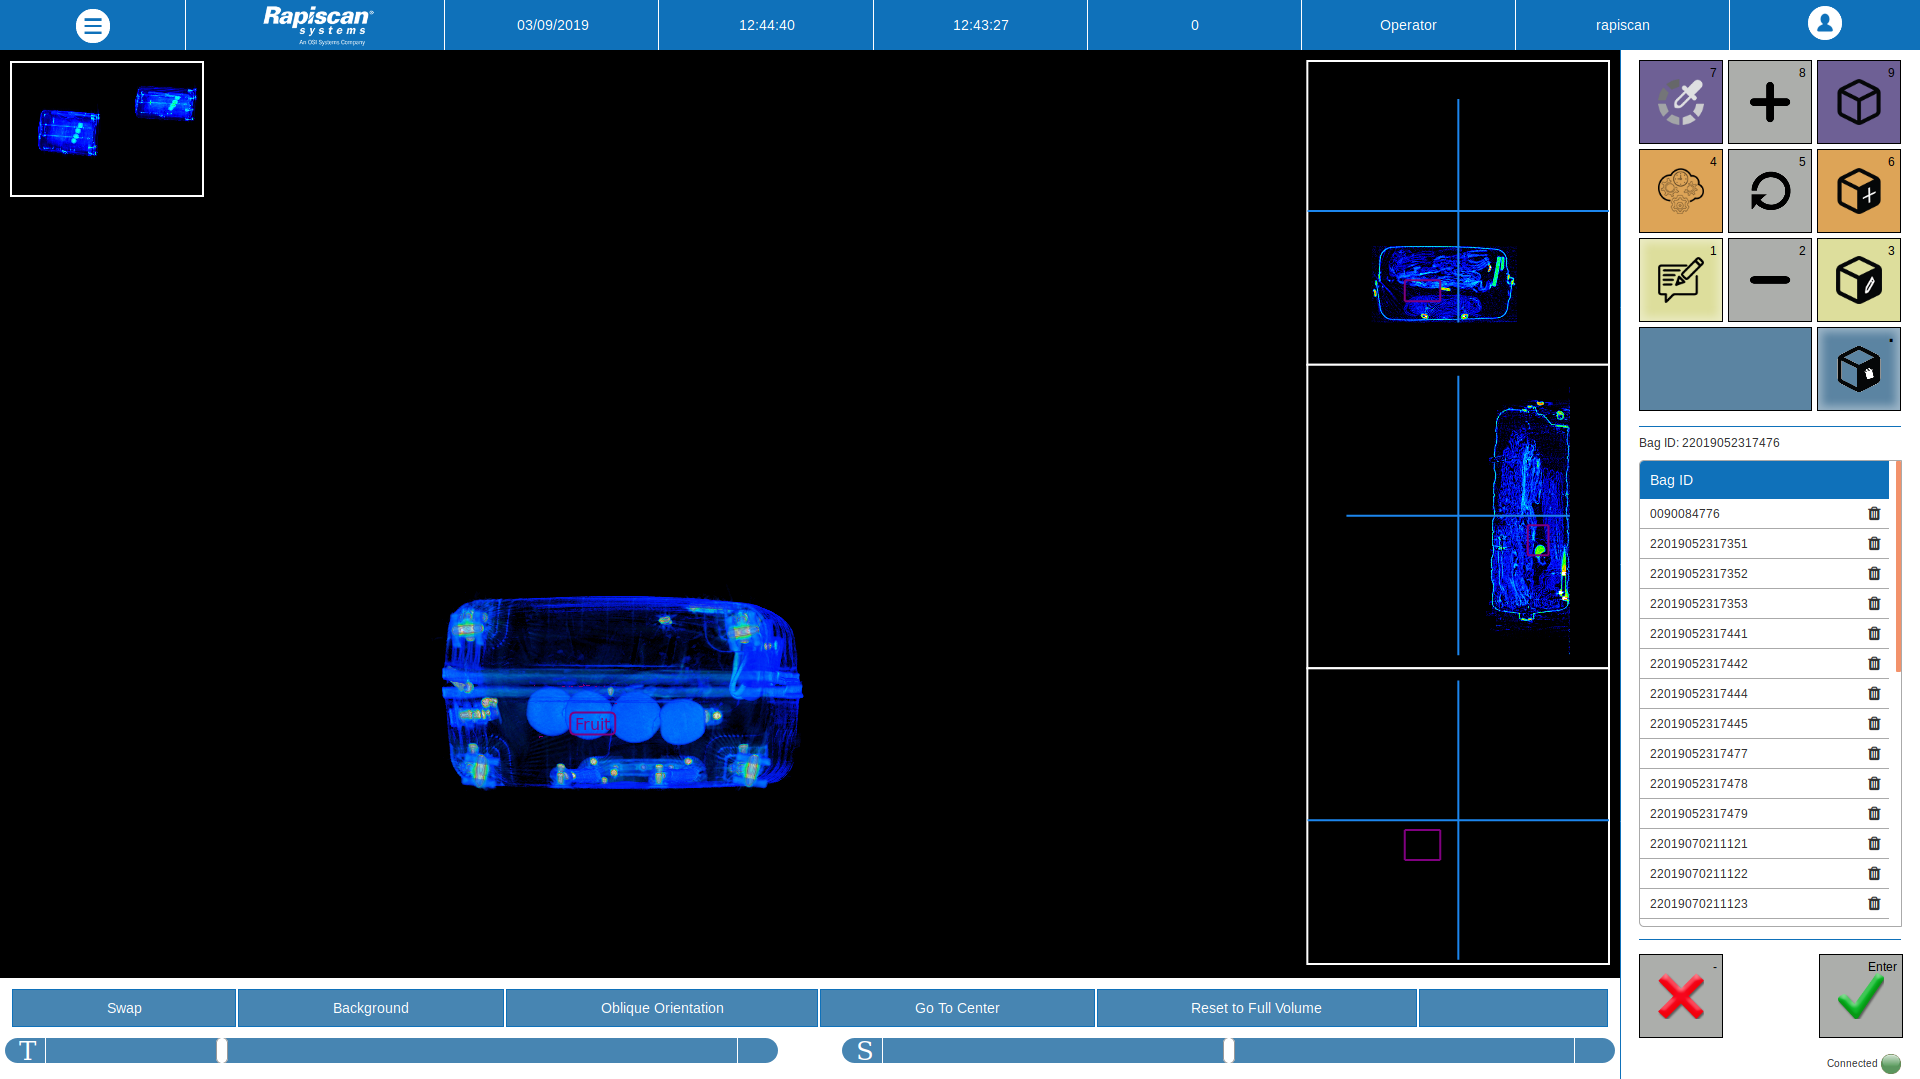 Rapiscan®
systems
An OSI Systems Company
03/09/2019
12:44:40
12:43:27
0
Operator
rapiscan
7
8
9
4
5
6
1
2
3
.
Bag ID: 22019052317476
Bag ID
0090084776
22019052317351
22019052317352
22019052317353
22019052317441
22019052317442
22019052317444
22019052317445
22019052317477
22019052317478
22019052317479
22019070211121
22019070211122
22019070211123
Fruit
-
Enter
Swap
Background
Oblique Orientation
Go To Center
Reset to Full Volume
T
S
Connected